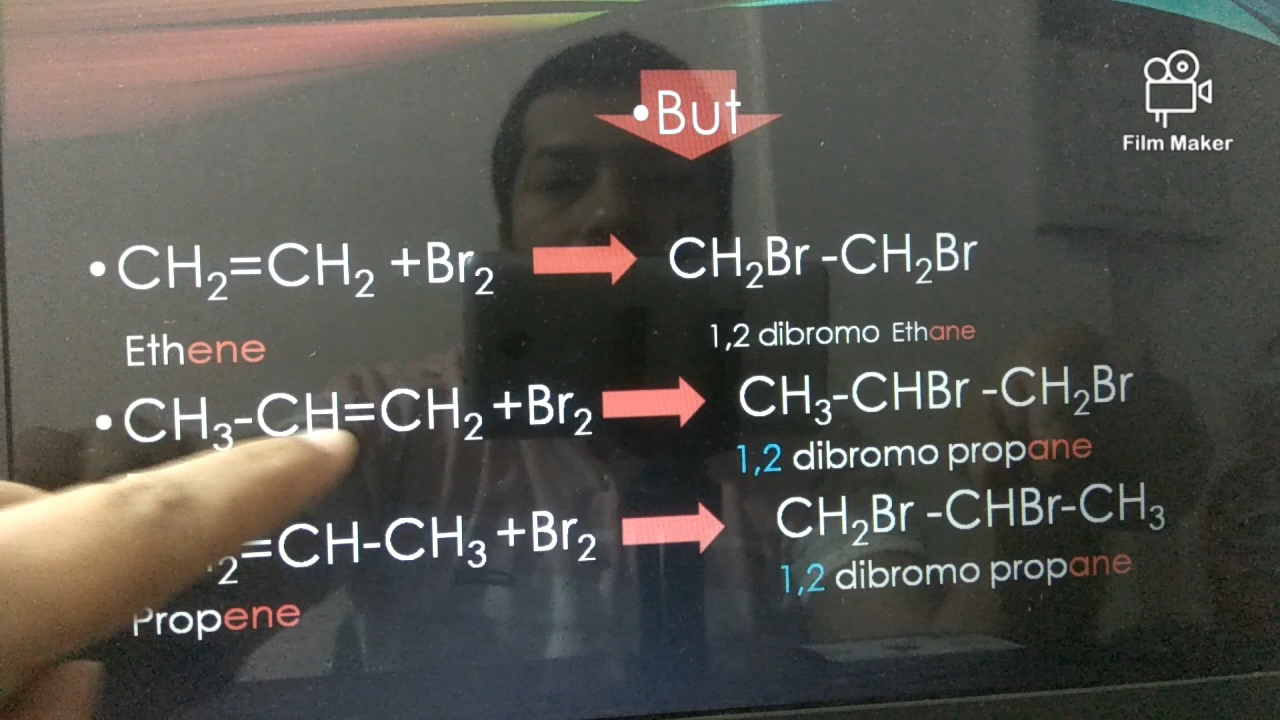 •But
Film Maker
•CH₂=CH₂ +Br₂ CH₂Br -CH₂Br
Ethene 1,2 dibromo Ethane
•CH₃-CH=CH₂ +Br₂ CH₃-CHBr -CH₂Br
1,2 dibromo propane
₂=CH-CH₃ +Br₂ CH₂Br -CHBr-CH₃
Propene 1,2 dibromo propane